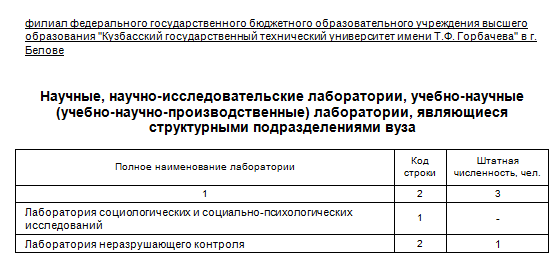 филиал федерального государственного бюджетного образовательного учреждения высшего
образования "Кузбасский государственный технический университет имени Т.Ф. Горбачева" в г.
Белове
Научные, научно-исследовательские лаборатории, учебно-научные
(учебно-научно-производственные) лаборатории, являющиеся
структурными подразделениями вуза
Полное наименование лаборатории
Код
строки
Штатная
численность, чел.
1 2 3
Лаборатория социологических и социально-психологических
исследований
1 -
Лаборатория неразрушающего контроля 2 1